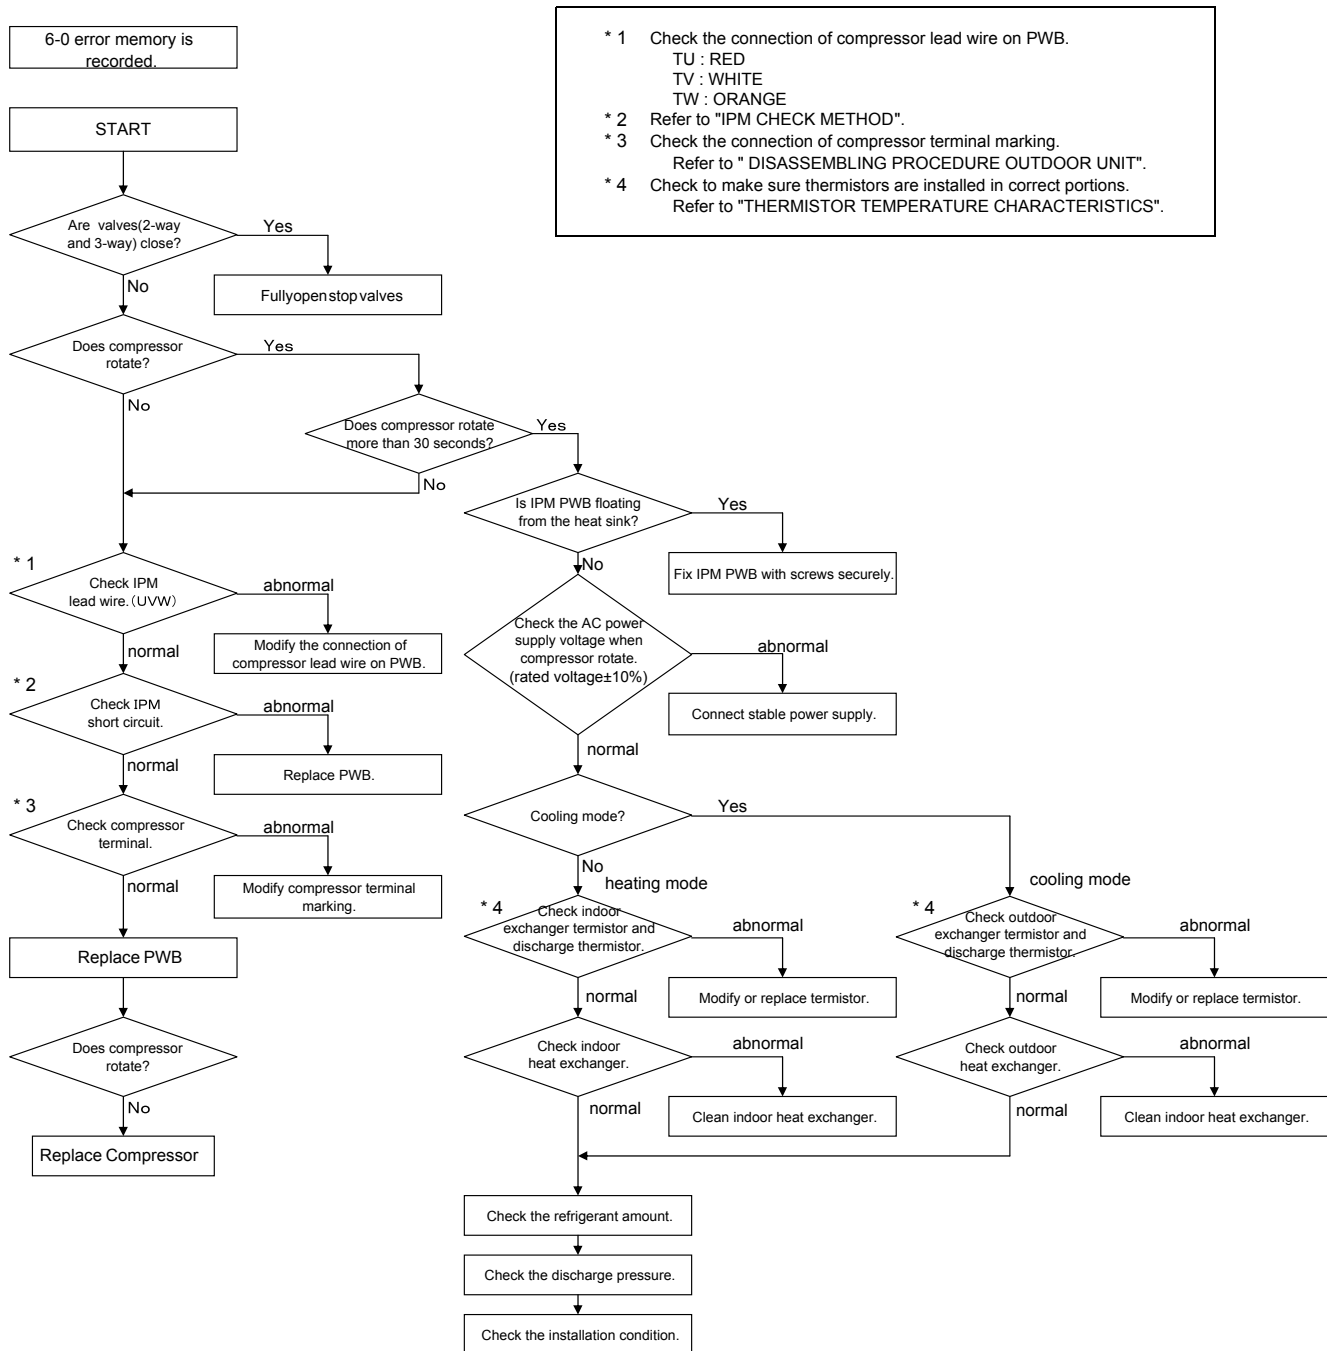 6-0 error memory is
recorded.
* 1 Check the connection of compressor lead wire on PWB.
TU : RED
TV : WHITE
TW : ORANGE
* 2 Refer to "IPM CHECK METHOD".
* 3 Check the connection of compressor terminal marking.
Refer to " DISASSEMBLING PROCEDURE OUTDOOR UNIT".
* 4 Check to make sure thermistors are installed in correct portions.
Refer to "THERMISTOR TEMPERATURE CHARACTERISTICS".
START
Are valves(2-way
and 3-way) close?
Yes
No
Fullyopen stop valves
Does compressor
rotate?
Yes
No
Does compressor rotate
more than 30 seconds?
Yes
No
Is IPM PWB floating
from the heat sink?
Yes
No
Fix IPM PWB with screws securely.
* 1
Check IPM
lead wire.(UVW)
abnormal
normal
Modify the connection of
compressor lead wire on PWB.
Check the AC power
supply voltage when
compressor rotate.
(rated voltage±10%)
abnormal
normal
Connect stable power supply.
* 2
Check IPM
short circuit.
abnormal
normal
Replace PWB.
* 3
Check compressor
terminal.
abnormal
normal
Modify compressor terminal
marking.
Cooling mode?
Yes
No
heating mode
cooling mode
* 4
Check indoor
exchanger termistor and
discharge thermistor.
abnormal
normal
Modify or replace termistor.
* 4
Check outdoor
exchanger termistor and
discharge thermistor.
abnormal
normal
Modify or replace termistor.
Replace PWB
Does compressor
rotate?
No
Replace Compressor
Check indoor
heat exchanger.
abnormal
normal
Clean indoor heat exchanger.
Check outdoor
heat exchanger.
abnormal
normal
Clean indoor heat exchanger.
Check the refrigerant amount.
Check the discharge pressure.
Check the installation condition.